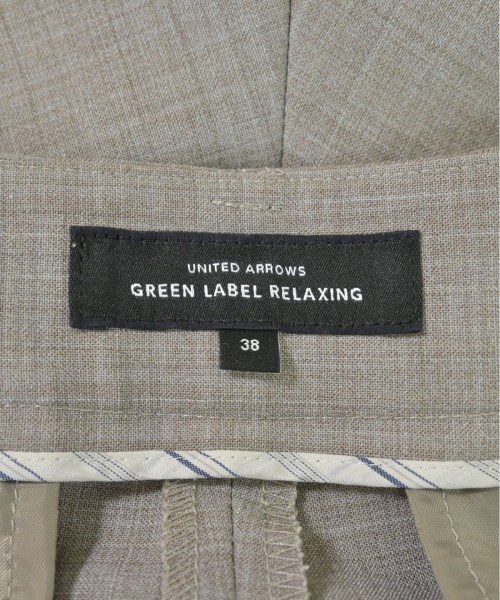 UNITED ARROWS
GREEN LABEL RELAXING
38